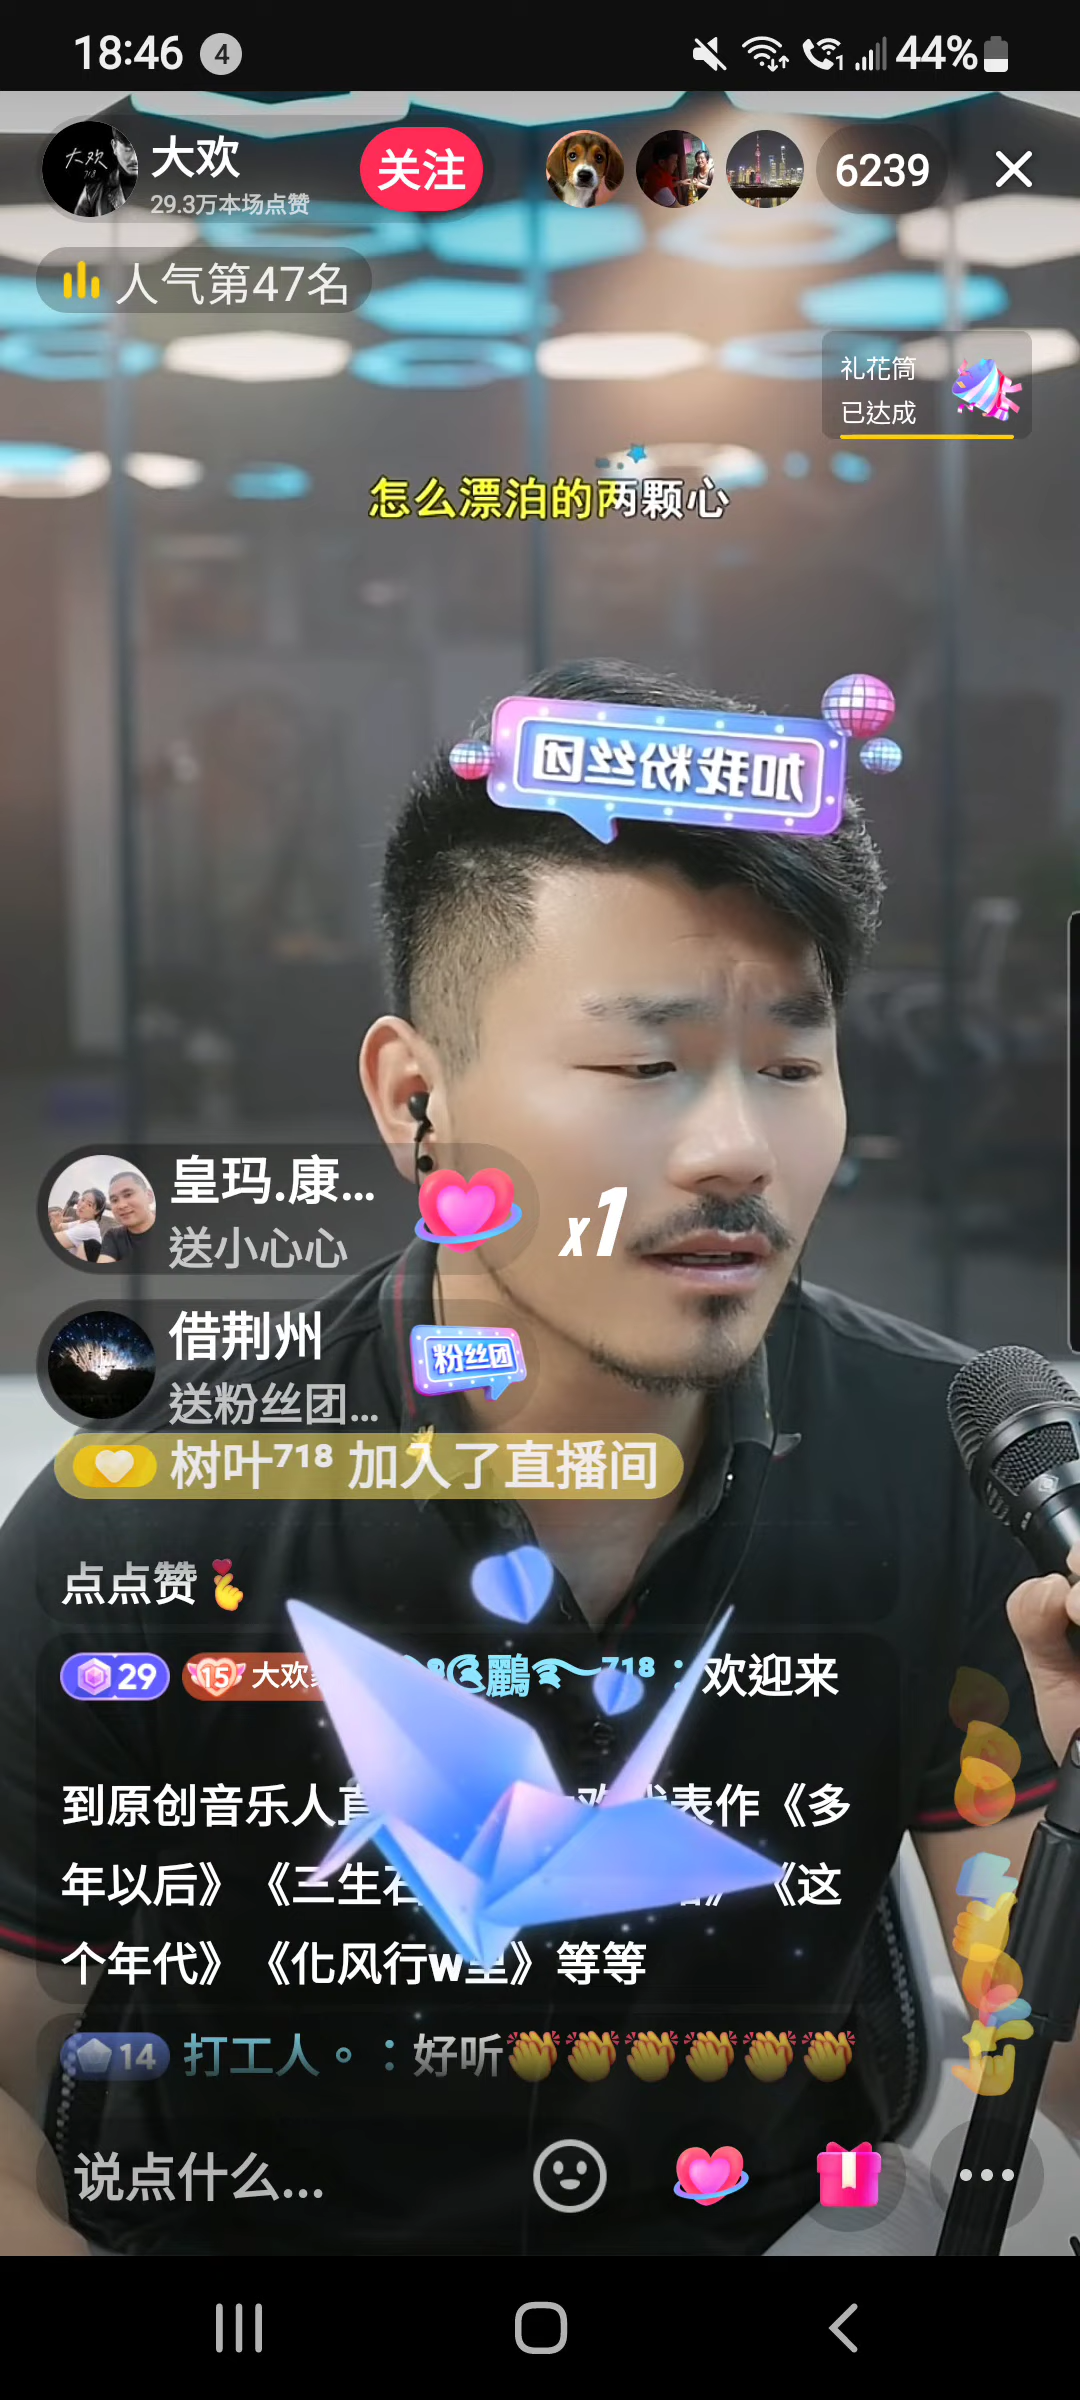 18:46 4 1 44%
大欢
29.3万本场点赞
关注
6239
人气第47名
礼花筒
已达成
怎么漂泊的两颗心
加我粉丝团
皇玛.康...
送小心心
x1
借荆州
送粉丝团...
粉丝团
树叶⁷¹⁸ 加入了直播间
点点赞
29 15 大欢 鸝 ⁷¹⁸ ：欢迎来
到原创音乐人 表作《多
年以后》《三生石 》《这
个年代》《化风行w里》等等
14 打工人。：好听👏👏👏👏👏👏
说点什么...